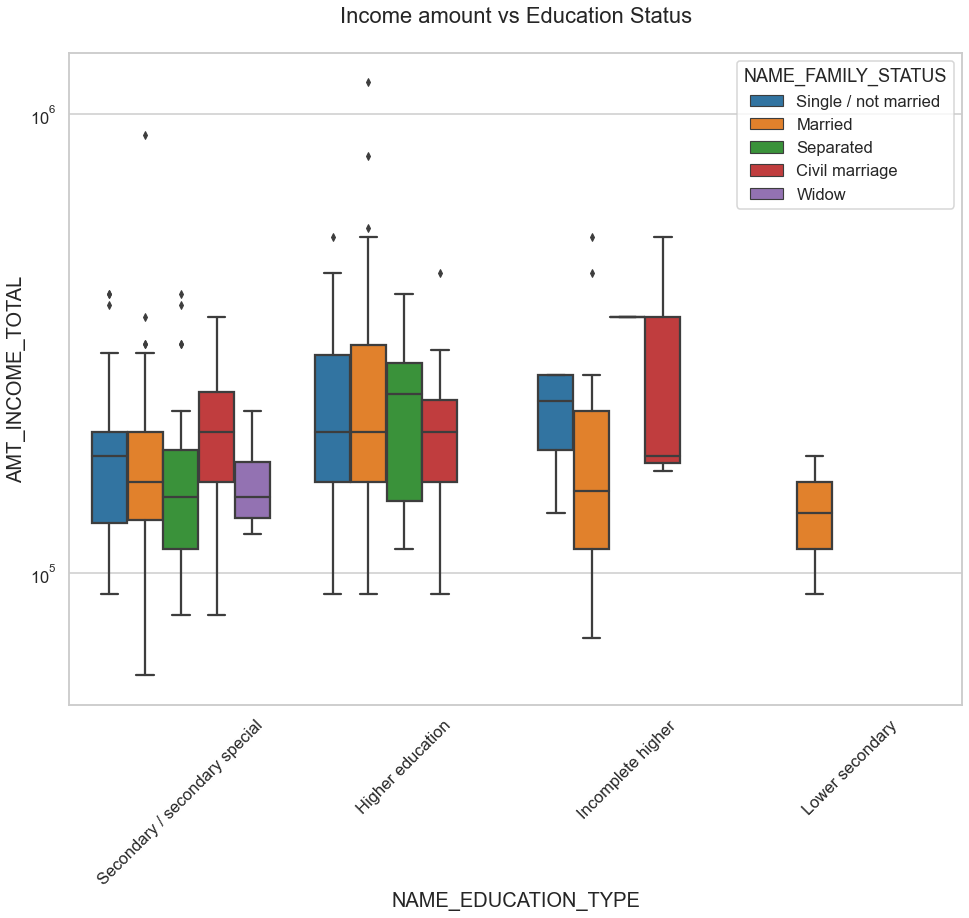 Income amount vs Education Status
NAME_FAMILY_STATUS
Single / not married
Married
Separated
Civil marriage
Widow
10^6
10^5
AMT_INCOME_TOTAL
Secondary / secondary special
Higher education
Incomplete higher
Lower secondary
NAME_EDUCATION_TYPE